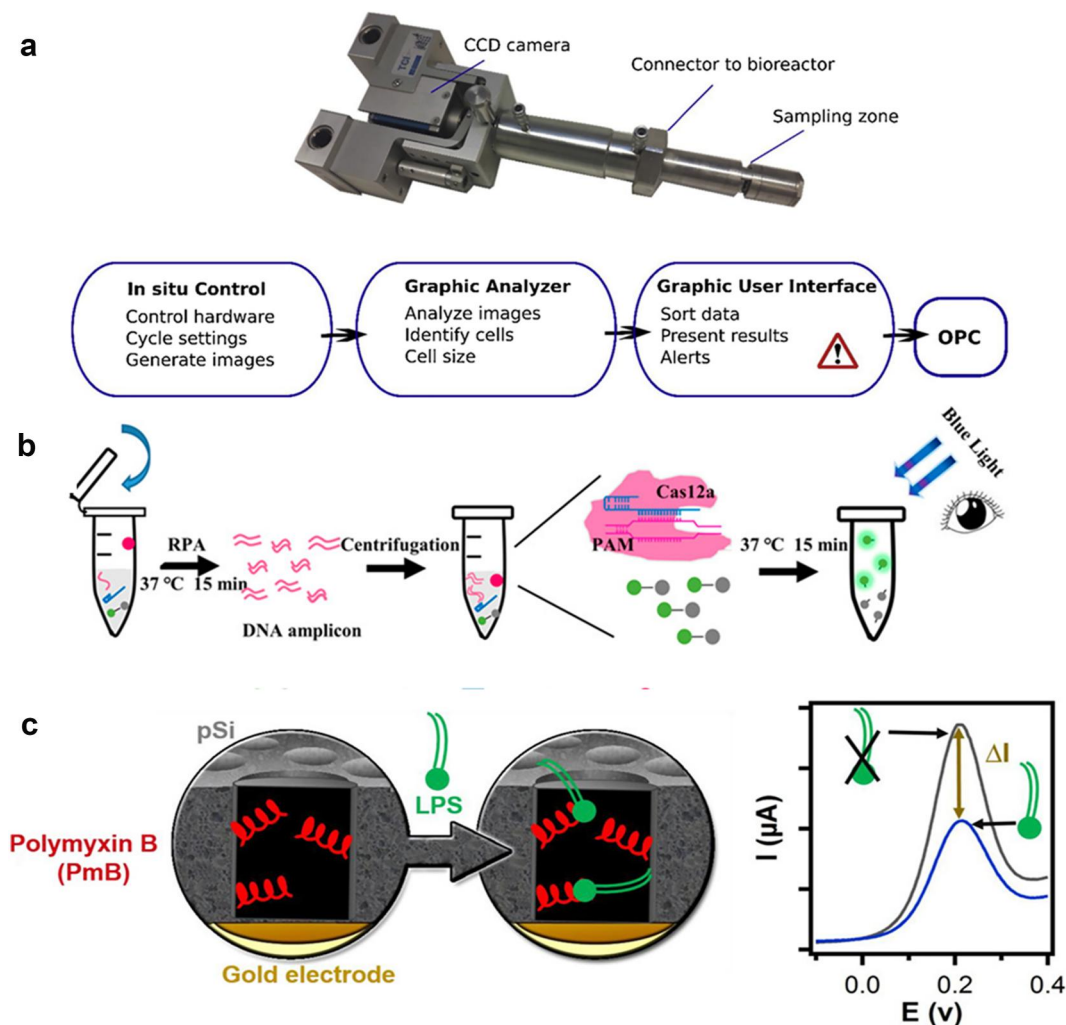 a
CCD camera
Connector to bioreactor
Sampling zone
TCI
In situ Control
Control hardware
Cycle settings
Generate images
Graphic Analyzer
Analyze images
Identify cells
Cell size
Graphic User Interface
Sort data
Present results
Alerts
!
OPC
b
RPA
37 °C 15 min
DNA amplicon
Centrifugation
Cas12a
PAM
37 °C 15 min
Blue Light
c
pSi
LPS
Polymyxin B
(PmB)
Gold electrode
I (μA)
ΔI
0.0
0.2
0.4
E (v)